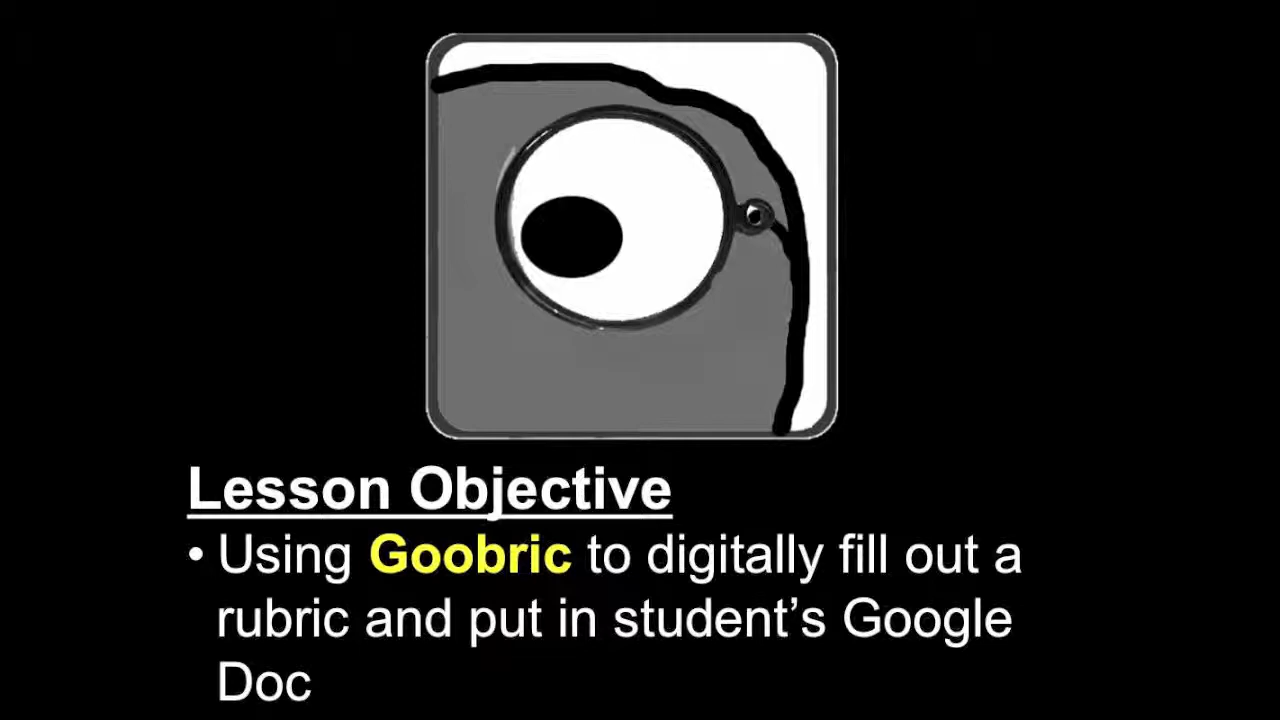 Lesson Objective
• Using Goobric to digitally fill out a
rubric and put in student’s Google
Doc